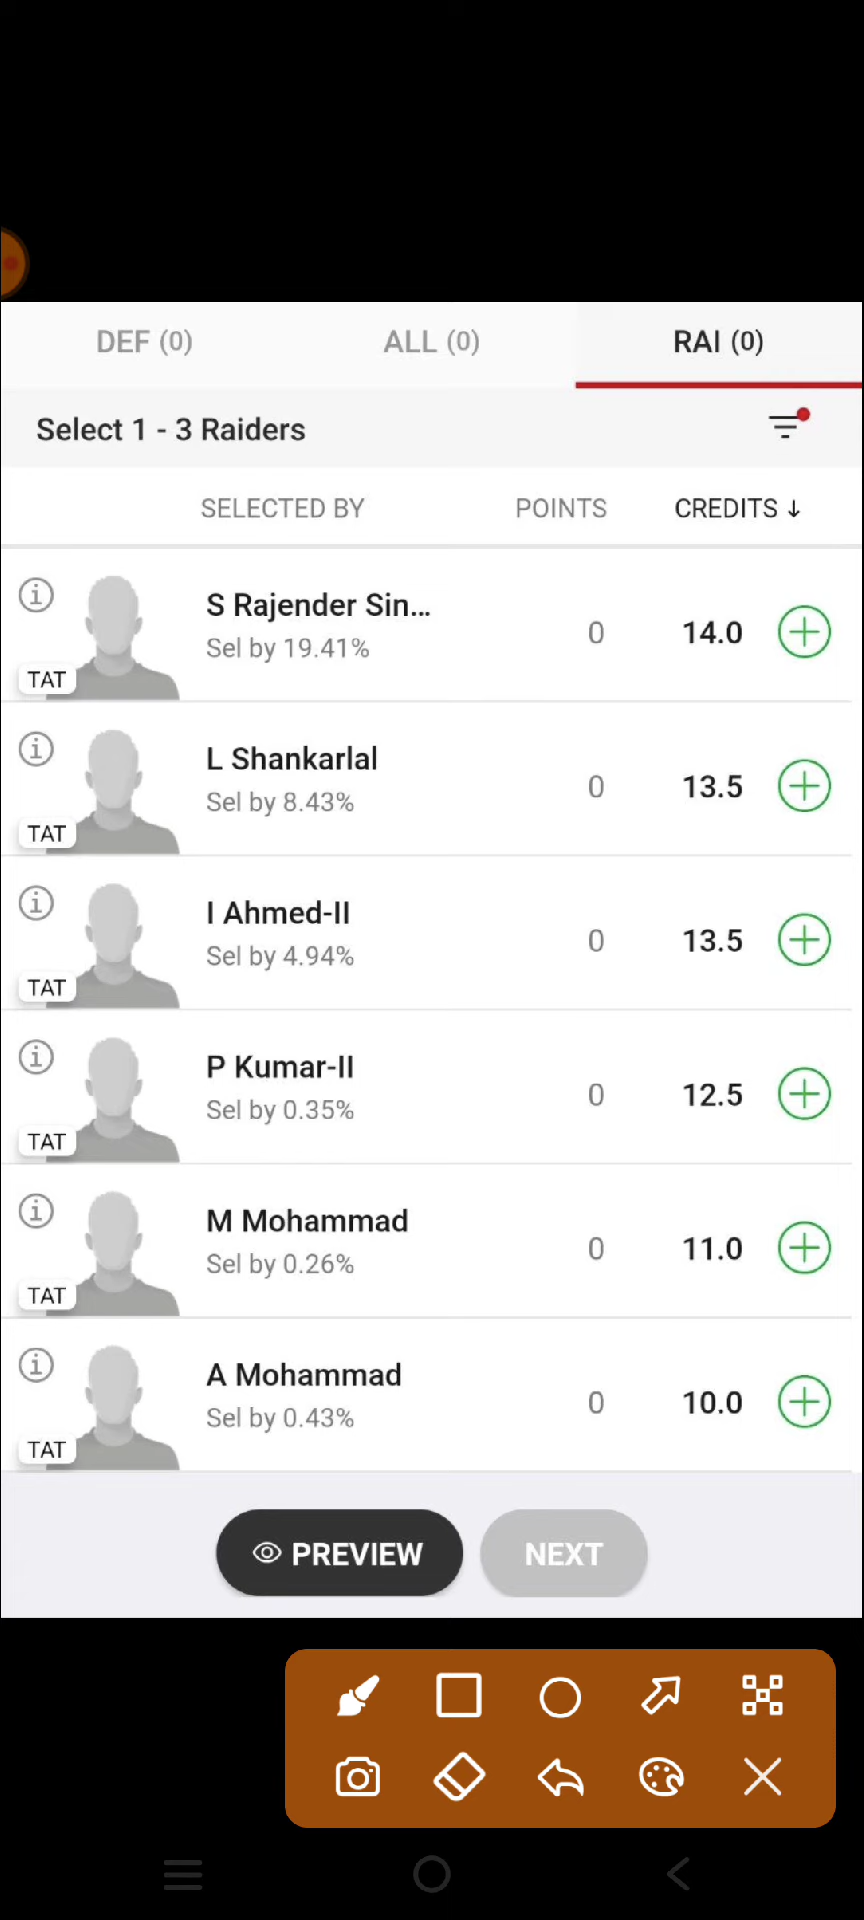 DEF (0) ALL (0) RAI (0)
Select 1 - 3 Raiders
SELECTED BY POINTS CREDITS ↓
S Rajender Sin...
Sel by 19.41%
0 14.0
TAT
L Shankarlal
Sel by 8.43%
0 13.5
TAT
I Ahmed-II
Sel by 4.94%
0 13.5
TAT
P Kumar-II
Sel by 0.35%
0 12.5
TAT
M Mohammad
Sel by 0.26%
0 11.0
TAT
A Mohammad
Sel by 0.43%
0 10.0
TAT
PREVIEW NEXT